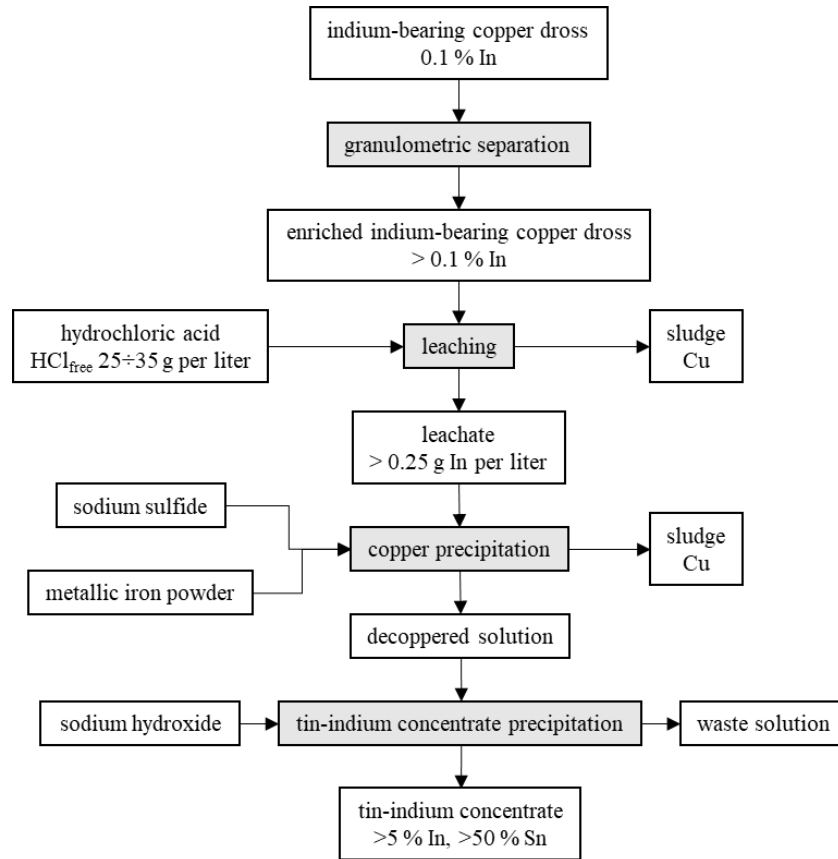 indium-bearing copper dross
0.1 % In
granulometric separation
enriched indium-bearing copper dross
> 0.1 % In
hydrochloric acid
HClfree 25÷35 g per liter
leaching
sludge
Cu
leachate
> 0.25 g In per liter
sodium sulfide
metallic iron powder
copper precipitation
sludge
Cu
decoppered solution
sodium hydroxide
tin-indium concentrate precipitation
waste solution
tin-indium concentrate
>5 % In, >50 % Sn